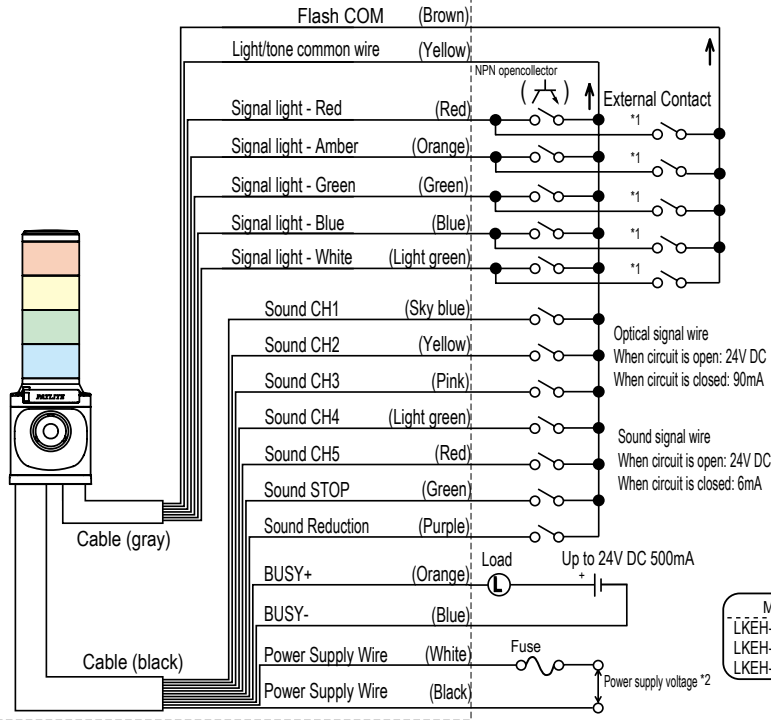 Flash COM (Brown)
Light/tone common wire (Yellow)
NPN opencollector
( )
External Contact
Signal light - Red (Red) *1
Signal light - Amber (Orange) *1
Signal light - Green (Green) *1
Signal light - Blue (Blue) *1
Signal light - White (Light green) *1
Sound CH1 (Sky blue)
Optical signal wire
When circuit is open: 24V DC
When circuit is closed: 90mA
Sound CH2 (Yellow)
Sound CH3 (Pink)
PATLITE
Sound CH4 (Light green)
Sound signal wire
When circuit is open: 24V DC
When circuit is closed: 6mA
Sound CH5 (Red)
Sound STOP (Green)
Sound Reduction (Purple)
Cable (gray)
BUSY+ (Orange)
Load
L
Up to 24V DC 500mA
+
BUSY- (Blue)
M
LKEH-
LKEH-
LKEH-
Cable (black)
Power Supply Wire (White)
Fuse
Power supply voltage *2
Power Supply Wire (Black)